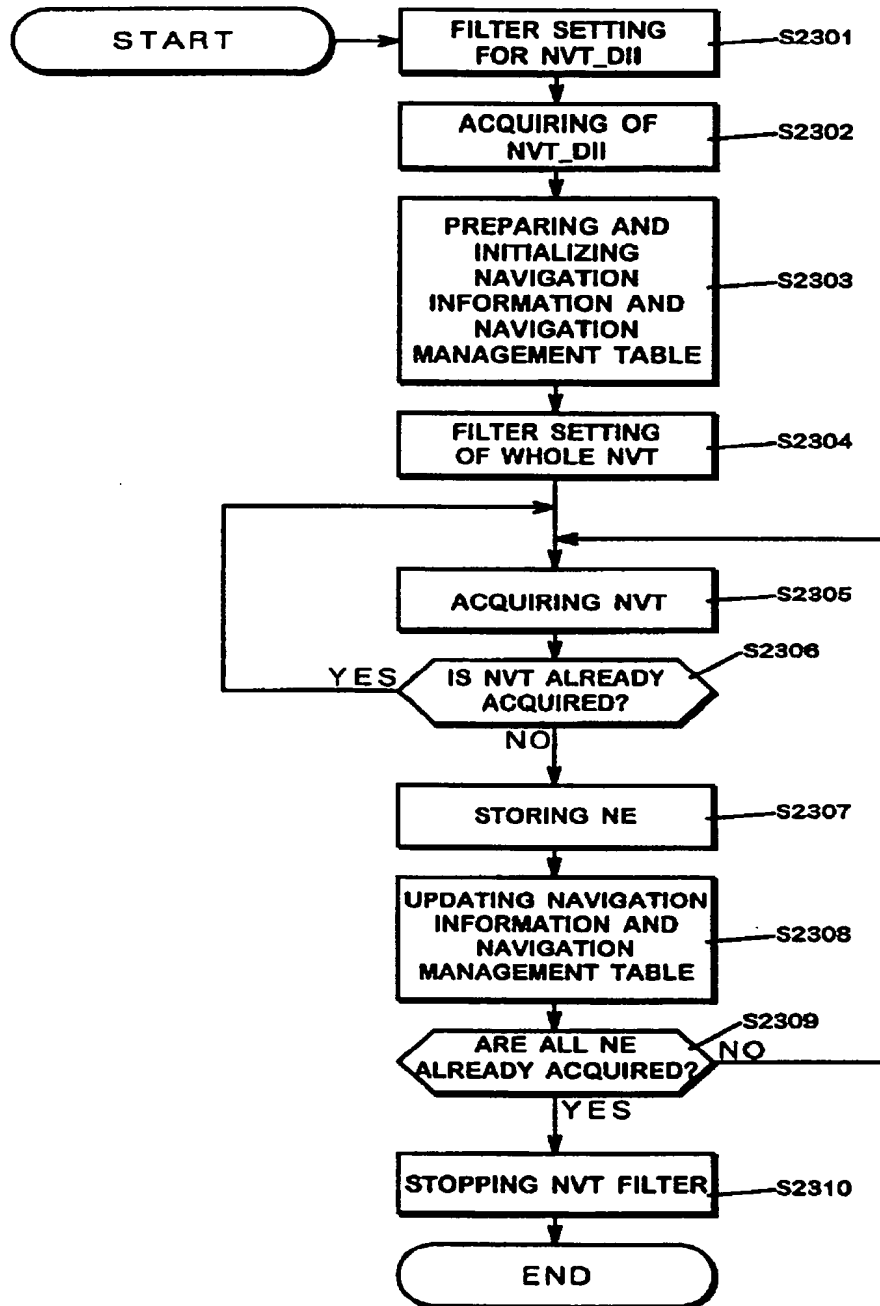 START
FILTER SETTING
FOR NVT_DII
S2301
ACQUIRING OF
NVT_DII
S2302
PREPARING AND
INITIALIZING
NAVIGATION
INFORMATION AND
NAVIGATION
MANAGEMENT TABLE
S2303
FILTER SETTING
OF WHOLE NVT
S2304
ACQUIRING NVT
S2305
IS NVT ALREADY
ACQUIRED?
S2306
YES
NO
STORING NE
S2307
UPDATING NAVIGATION
INFORMATION AND
NAVIGATION
MANAGEMENT TABLE
S2308
ARE ALL NE
ALREADY ACQUIRED?
S2309
NO
YES
STOPPING NVT FILTER
S2310
END